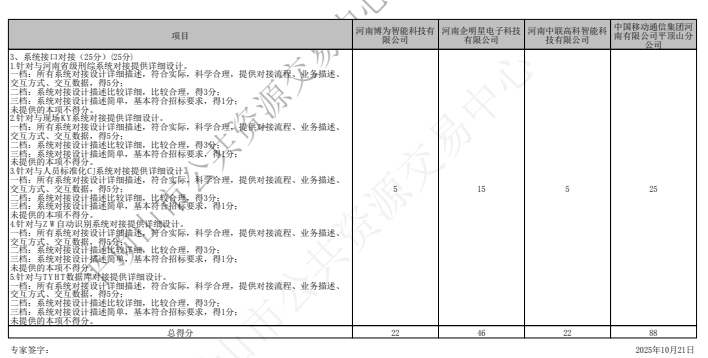 项目 河南博为智能科技有限公司 河南企明星电子科技有限公司 河南中联高科智能科技有限公司 中国移动通信集团河南有限公司平顶山分公司
3、系统接口对接（25分）(25分)
1.针对与河南省级刑综系统对接提供详细设计。
一档：所有系统对接设计详细描述，符合实际，科学合理，提供对接流程、业务描述、
交互方式、交互数据，得5分；
二档：系统对接设计描述比较详细，比较合理，得3分；
三档：系统对接设计描述简单，基本符合招标要求，得1分；
未提供的本项不得分。
2.针对与现场KY系统对接提供详细设计。
一档：所有系统对接设计详细描述，符合实际，科学合理，提供对接流程、业务描述、
交互方式、交互数据，得5分；
二档：系统对接设计描述比较详细，比较合理，得3分；
三档：系统对接设计描述简单，基本符合招标要求，得1分；
未提供的本项不得分。
3.针对与人员标准化CJ系统对接提供详细设计。
一档：所有系统对接设计详细描述，符合实际，科学合理，提供对接流程、业务描述、
交互方式、交互数据，得5分；
二档：系统对接设计描述比较详细，比较合理，得3分；
三档：系统对接设计描述简单，基本符合招标要求，得1分；
未提供的本项不得分。
4.针对与ZW自动识别系统对接提供详细设计。
一档：所有系统对接设计详细描述，符合实际，科学合理，提供对接流程、业务描述、
交互方式、交互数据，得5分；
二档：系统对接设计描述比较详细，比较合理，得3分；
三档：系统对接设计描述简单，基本符合招标要求，得1分；
未提供的本项不得分。
5.针对与TYHT数据库对接提供详细设计。
一档：所有系统对接设计详细描述，符合实际，科学合理，提供对接流程、业务描述、
交互方式、交互数据，得5分；
二档：系统对接设计描述比较详细，比较合理，得3分；
三档：系统对接设计描述简单，基本符合招标要求，得1分；
未提供的本项不得分。
5 15 5 25
总得分 22 46 22 88
专家签字： 2025年10月21日
平顶山市公共资源交易中心
山市公共资源交易中心